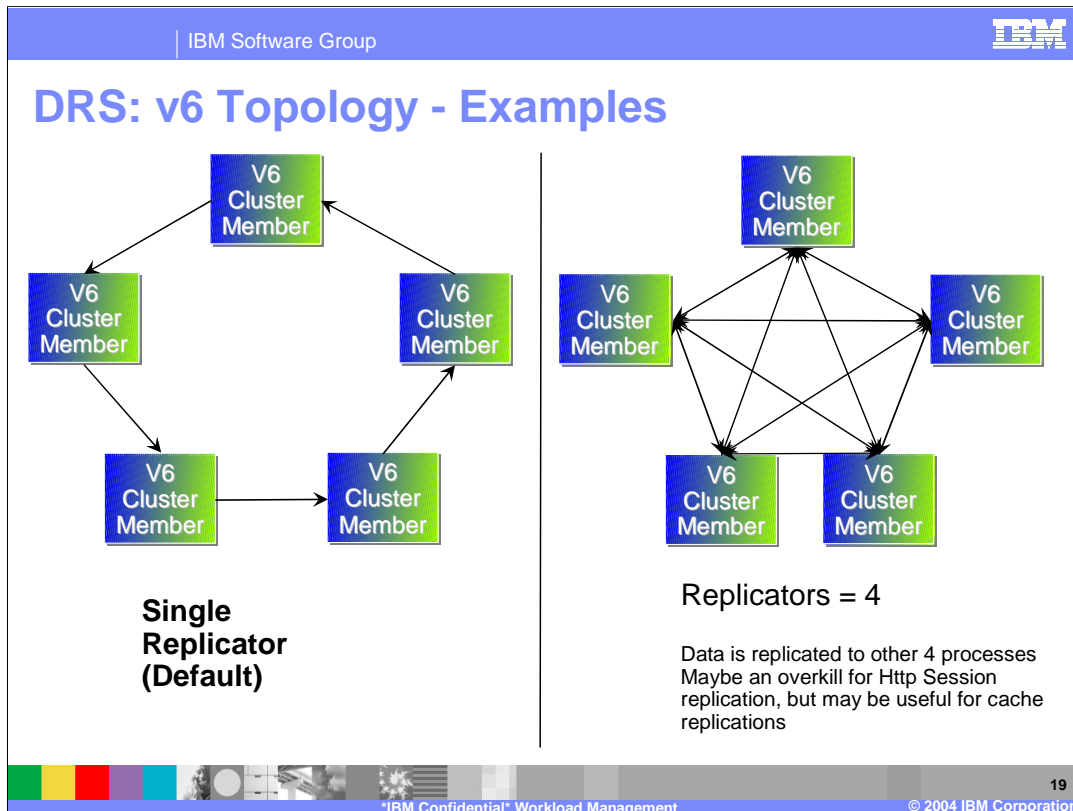 IBM Software Group
IBM
DRS: v6 Topology - Examples
V6
Cluster
Member
V6
Cluster
Member
V6
Cluster
Member
V6
Cluster
Member
V6
Cluster
Member
Single
Replicator
(Default)
V6
Cluster
Member
V6
Cluster
Member
V6
Cluster
Member
V6
Cluster
Member
V6
Cluster
Member
Replicators = 4
Data is replicated to other 4 processes
Maybe an overkill for Http Session
replication, but may be useful for cache
replications
19
*IBM Confidential* Workload Management
© 2004 IBM Corporation